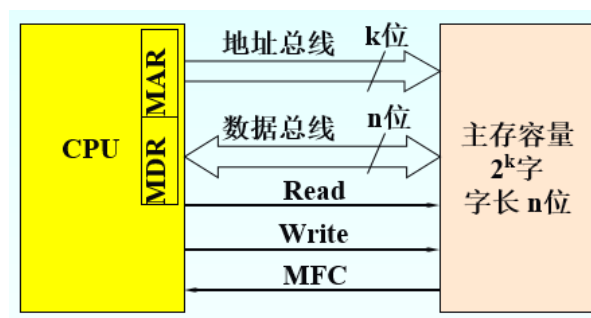 地址总线 k位
MAR
CPU
MDR
数据总线 n位
Read
Write
MFC
主存容量
2ᵏ字
字长 n位